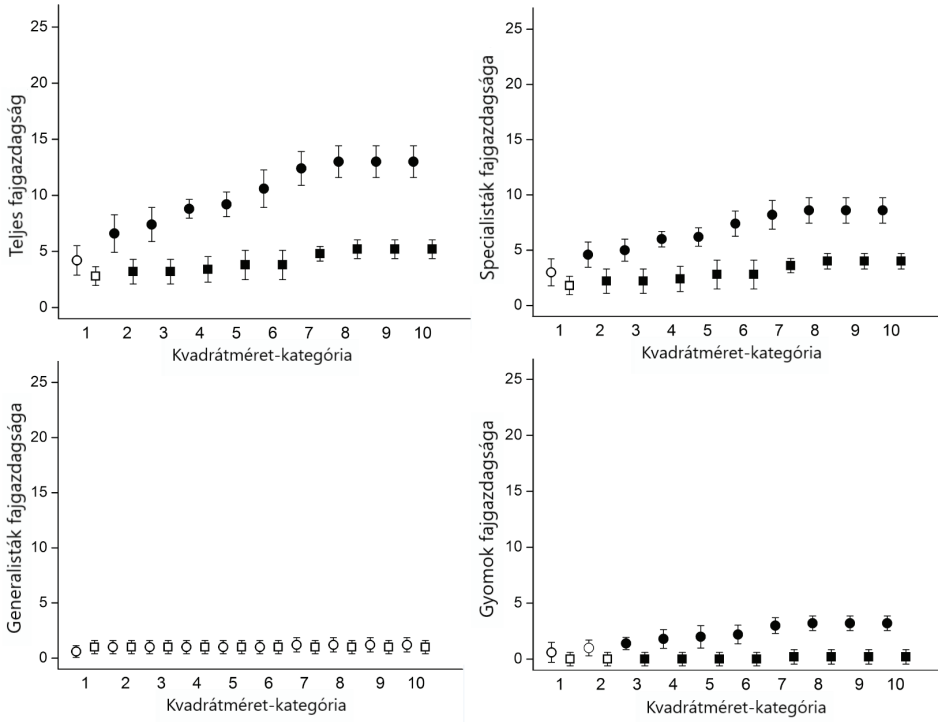 Teljes fajgazdagság
25
20
15
10
5
0
1 2 3 4 5 6 7 8 9 10
Kvadrátméret-kategória
Specialisták fajgazdagsága
25
20
15
10
5
0
1 2 3 4 5 6 7 8 9 10
Kvadrátméret-kategória
Generalisták fajgazdagsága
25
20
15
10
5
0
1 2 3 4 5 6 7 8 9 10
Kvadrátméret-kategória
Gyomok fajgazdagsága
25
20
15
10
5
0
1 2 3 4 5 6 7 8 9 10
Kvadrátméret-kategória